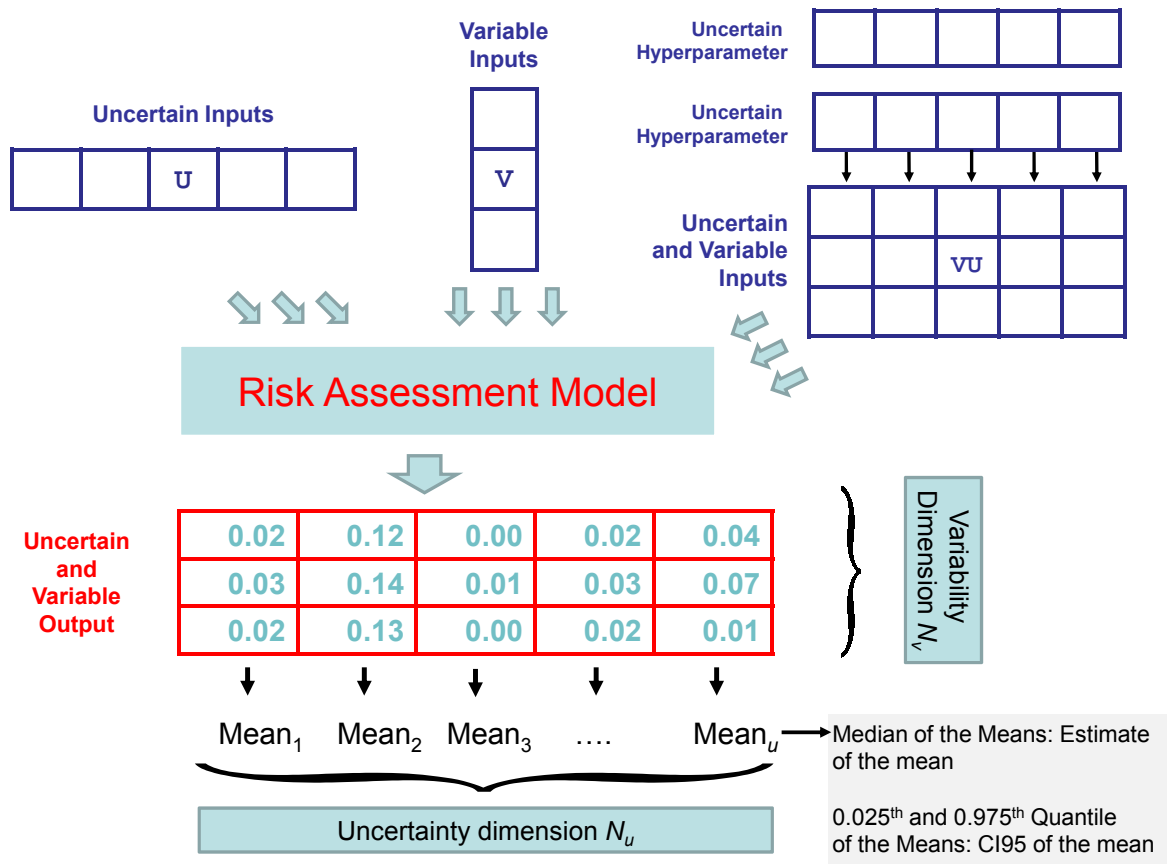 Variable
Inputs
Uncertain
Hyperparameter
Uncertain
Hyperparameter
Uncertain Inputs
U
V
Uncertain
and Variable
Inputs
VU
Risk Assessment Model
Uncertain
and
Variable
Output
0.02 0.12 0.00 0.02 0.04
0.03 0.14 0.01 0.03 0.07
0.02 0.13 0.00 0.02 0.01
Variability
Dimension Nv
Mean1 Mean2 Mean3 .... Meanu
Median of the Means: Estimate
of the mean
0.025th and 0.975th Quantile
of the Means: CI95 of the mean
Uncertainty dimension Nu